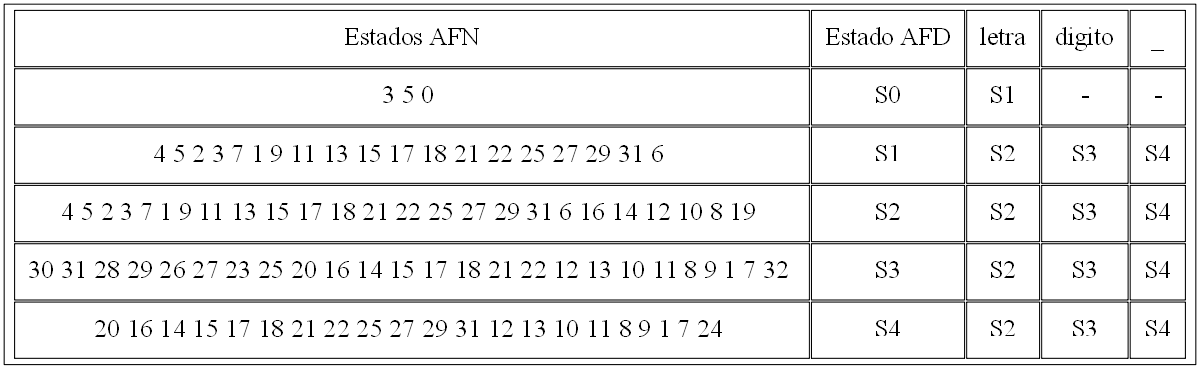 Estados AFN Estado AFD letra digito _
3 5 0 S0 S1 - -
4 5 2 3 7 1 9 11 13 15 17 18 21 22 25 27 29 31 6 S1 S2 S3 S4
4 5 2 3 7 1 9 11 13 15 17 18 21 22 25 27 29 31 6 16 14 12 10 8 19 S2 S2 S3 S4
30 31 28 29 26 27 23 25 20 16 14 15 17 18 21 22 12 13 10 11 8 9 1 7 32 S3 S2 S3 S4
20 16 14 15 17 18 21 22 25 27 29 31 12 13 10 11 8 9 1 7 24 S4 S2 S3 S4